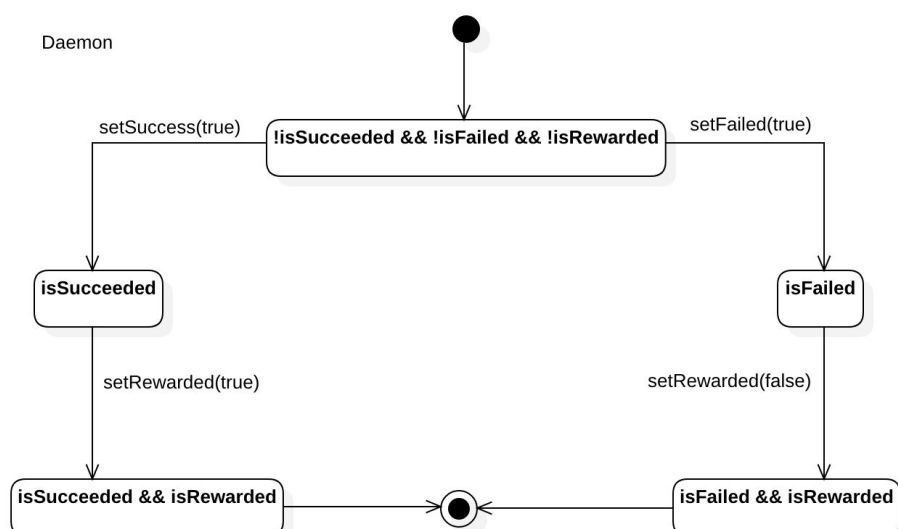 Daemon
setSuccess(true)
!isSucceeded && !isFailed && !isRewarded
setFailed(true)
isSucceeded
isFailed
setRewarded(true)
setRewarded(false)
isSucceeded && isRewarded
isFailed && isRewarded